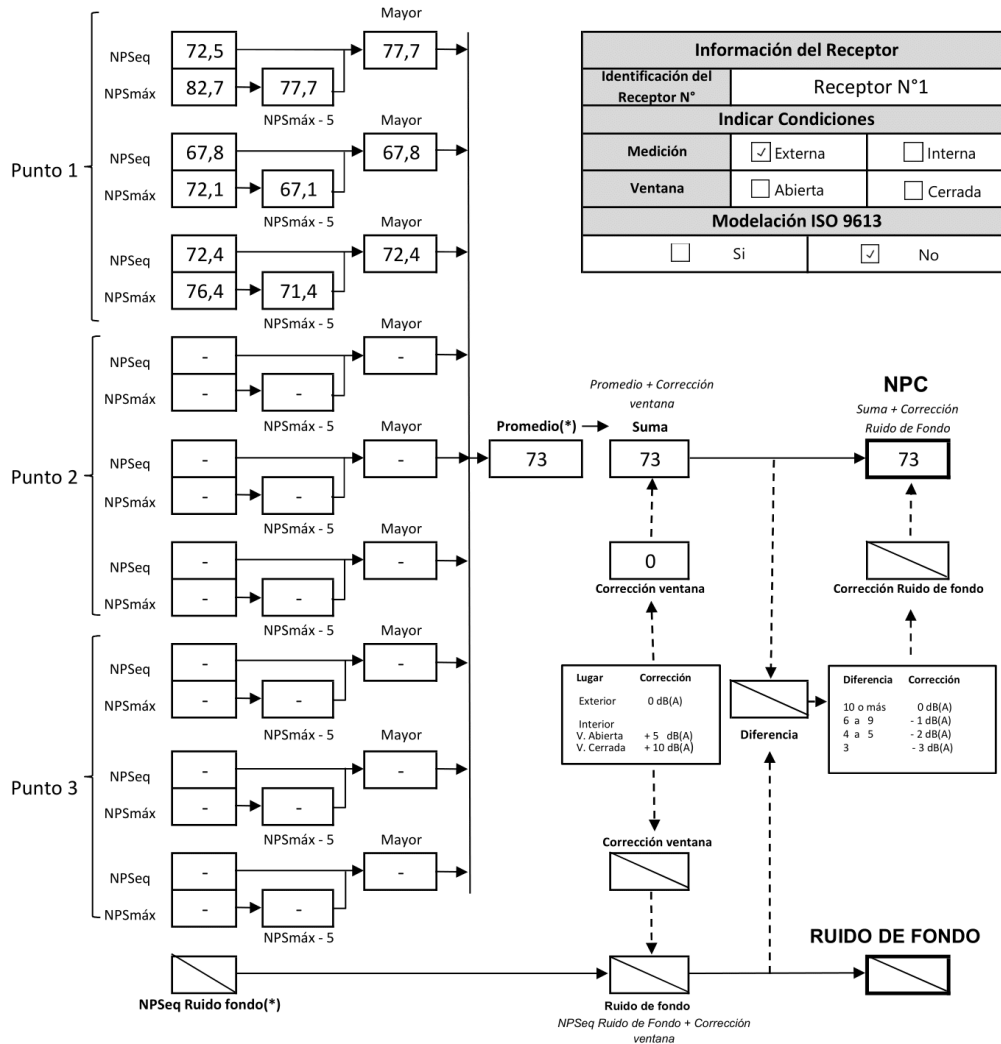 Mayor
NPSeq 72,5 77,7
NPSmáx 82,7 77,7
NPSmáx - 5
Punto 1
Mayor
NPSeq 67,8 67,8
NPSmáx 72,1 67,1
NPSmáx - 5
Mayor
NPSeq 72,4 72,4
NPSmáx 76,4 71,4
NPSmáx - 5
Información del Receptor
Identificación del Receptor N° Receptor N°1
Indicar Condiciones
Medición ✓ Externa Interna
Ventana Abierta Cerrada
Modelación ISO 9613
Si ✓ No
Punto 2
Mayor
NPSeq - -
NPSmáx - -
NPSmáx - 5
Mayor
NPSeq - -
NPSmáx - -
NPSmáx - 5
Mayor
NPSeq - -
NPSmáx - -
NPSmáx - 5
Punto 3
Mayor
NPSeq - -
NPSmáx - -
NPSmáx - 5
Mayor
NPSeq - -
NPSmáx - -
NPSmáx - 5
Mayor
NPSeq - -
NPSmáx - -
NPSmáx - 5
NPSeq Ruido fondo(*)
Promedio(*)
73
Promedio + Corrección
ventana
Suma
73
0
Corrección ventana
Lugar Corrección
Exterior 0 dB(A)
Interior
V. Abierta + 5 dB(A)
V. Cerrada + 10 dB(A)
Corrección ventana
Ruido de fondo
NPSeq Ruido de Fondo + Corrección
ventana
Diferencia
NPC
Suma + Corrección
Ruido de Fondo
73
Corrección Ruido de fondo
Diferencia Corrección
10 o más 0 dB(A)
6 a 9 - 1 dB(A)
4 a 5 - 2 dB(A)
3 - 3 dB(A)
RUIDO DE FONDO